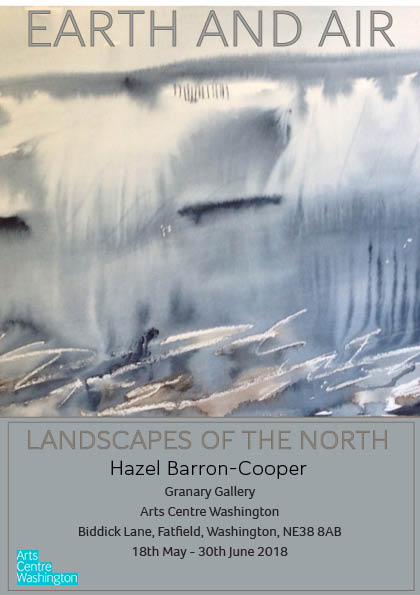 EARTH AND AIR
LANDSCAPES OF THE NORTH
Hazel Barron-Cooper
Granary Gallery
Arts Centre Washington
Biddick Lane, Fatfield, Washington, NE38 8AB
18th May - 30th June 2018
Arts
Centre
Washington